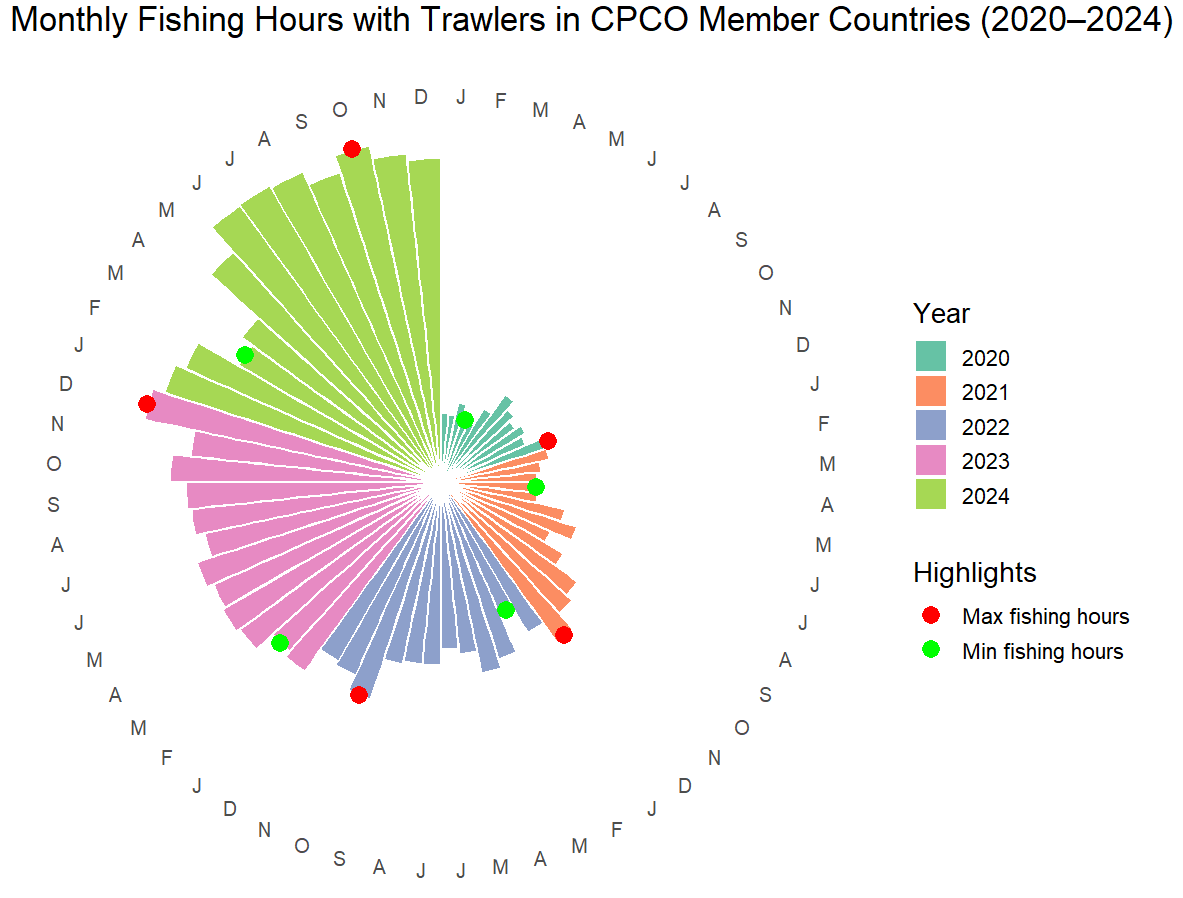 Monthly Fishing Hours with Trawlers in CPCO Member Countries (2020–2024)
J F M A M J J A S O N D
J F M A M J J A S O N D
J F M A M J J A S O N D
J F M A M J J A S O N D
J F M A M J J A S O N D
Year
2020
2021
2022
2023
2024
Highlights
Max fishing hours
Min fishing hours